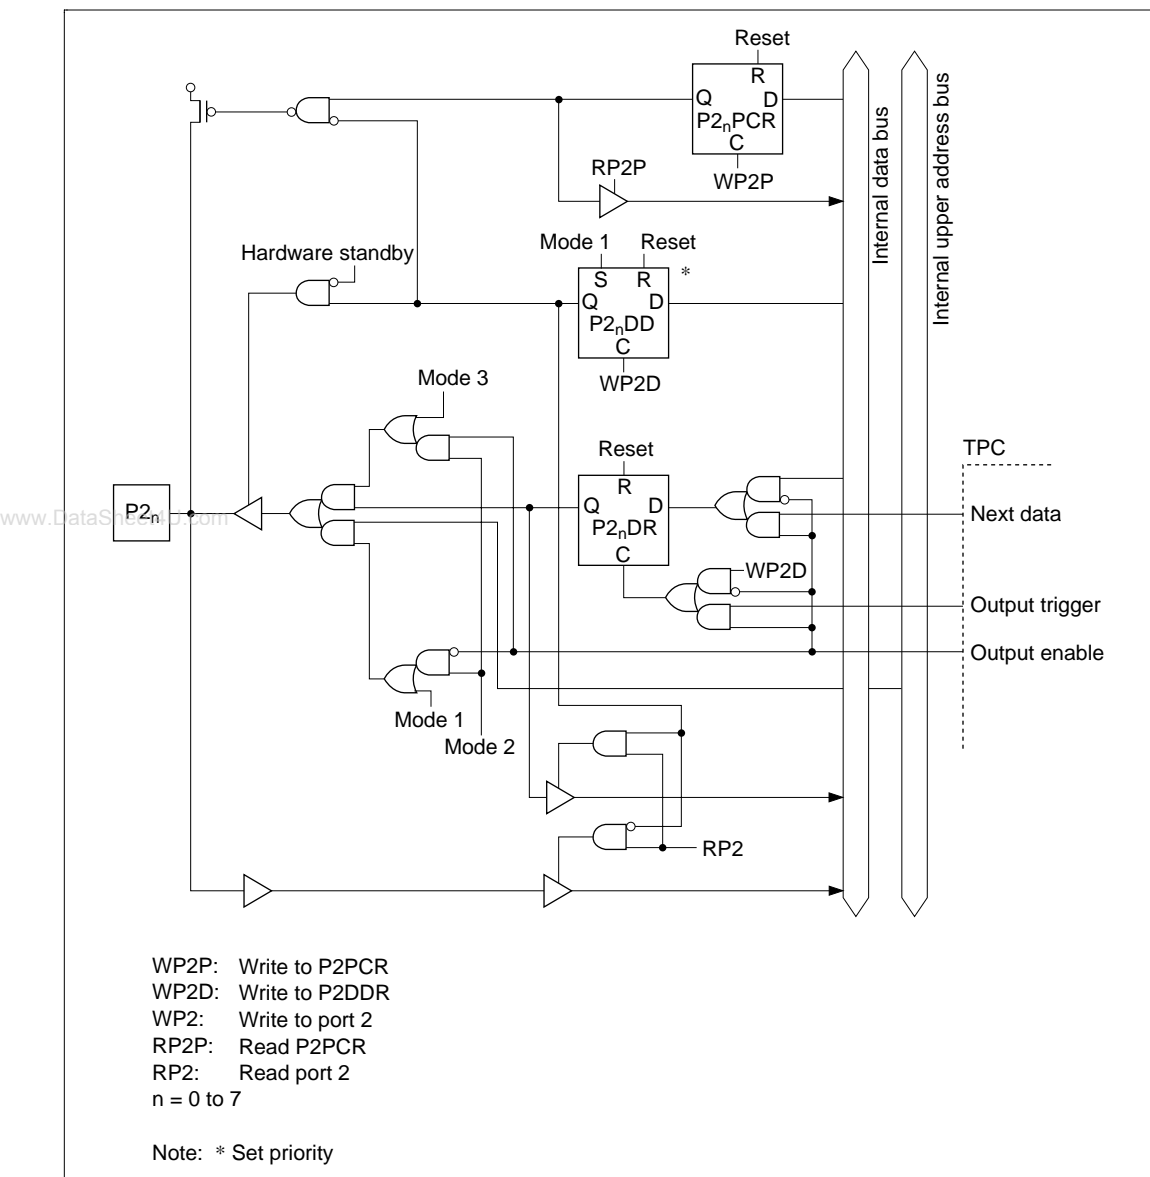 Reset
R
Q D
P2nPCR
C
WP2P
RP2P
Internal data bus
Internal upper address bus
Hardware standby
Mode 1 Reset
S R *
Q D
P2nDD
C
WP2D
Mode 3
Reset
R
Q D
P2nDR
C
TPC
P2n
www.DataSheet4U.com
Next data
WP2D
Output trigger
Output enable
Mode 1
Mode 2
RP2
WP2P: Write to P2PCR
WP2D: Write to P2DDR
WP2: Write to port 2
RP2P: Read P2PCR
RP2: Read port 2
n = 0 to 7
Note: * Set priority